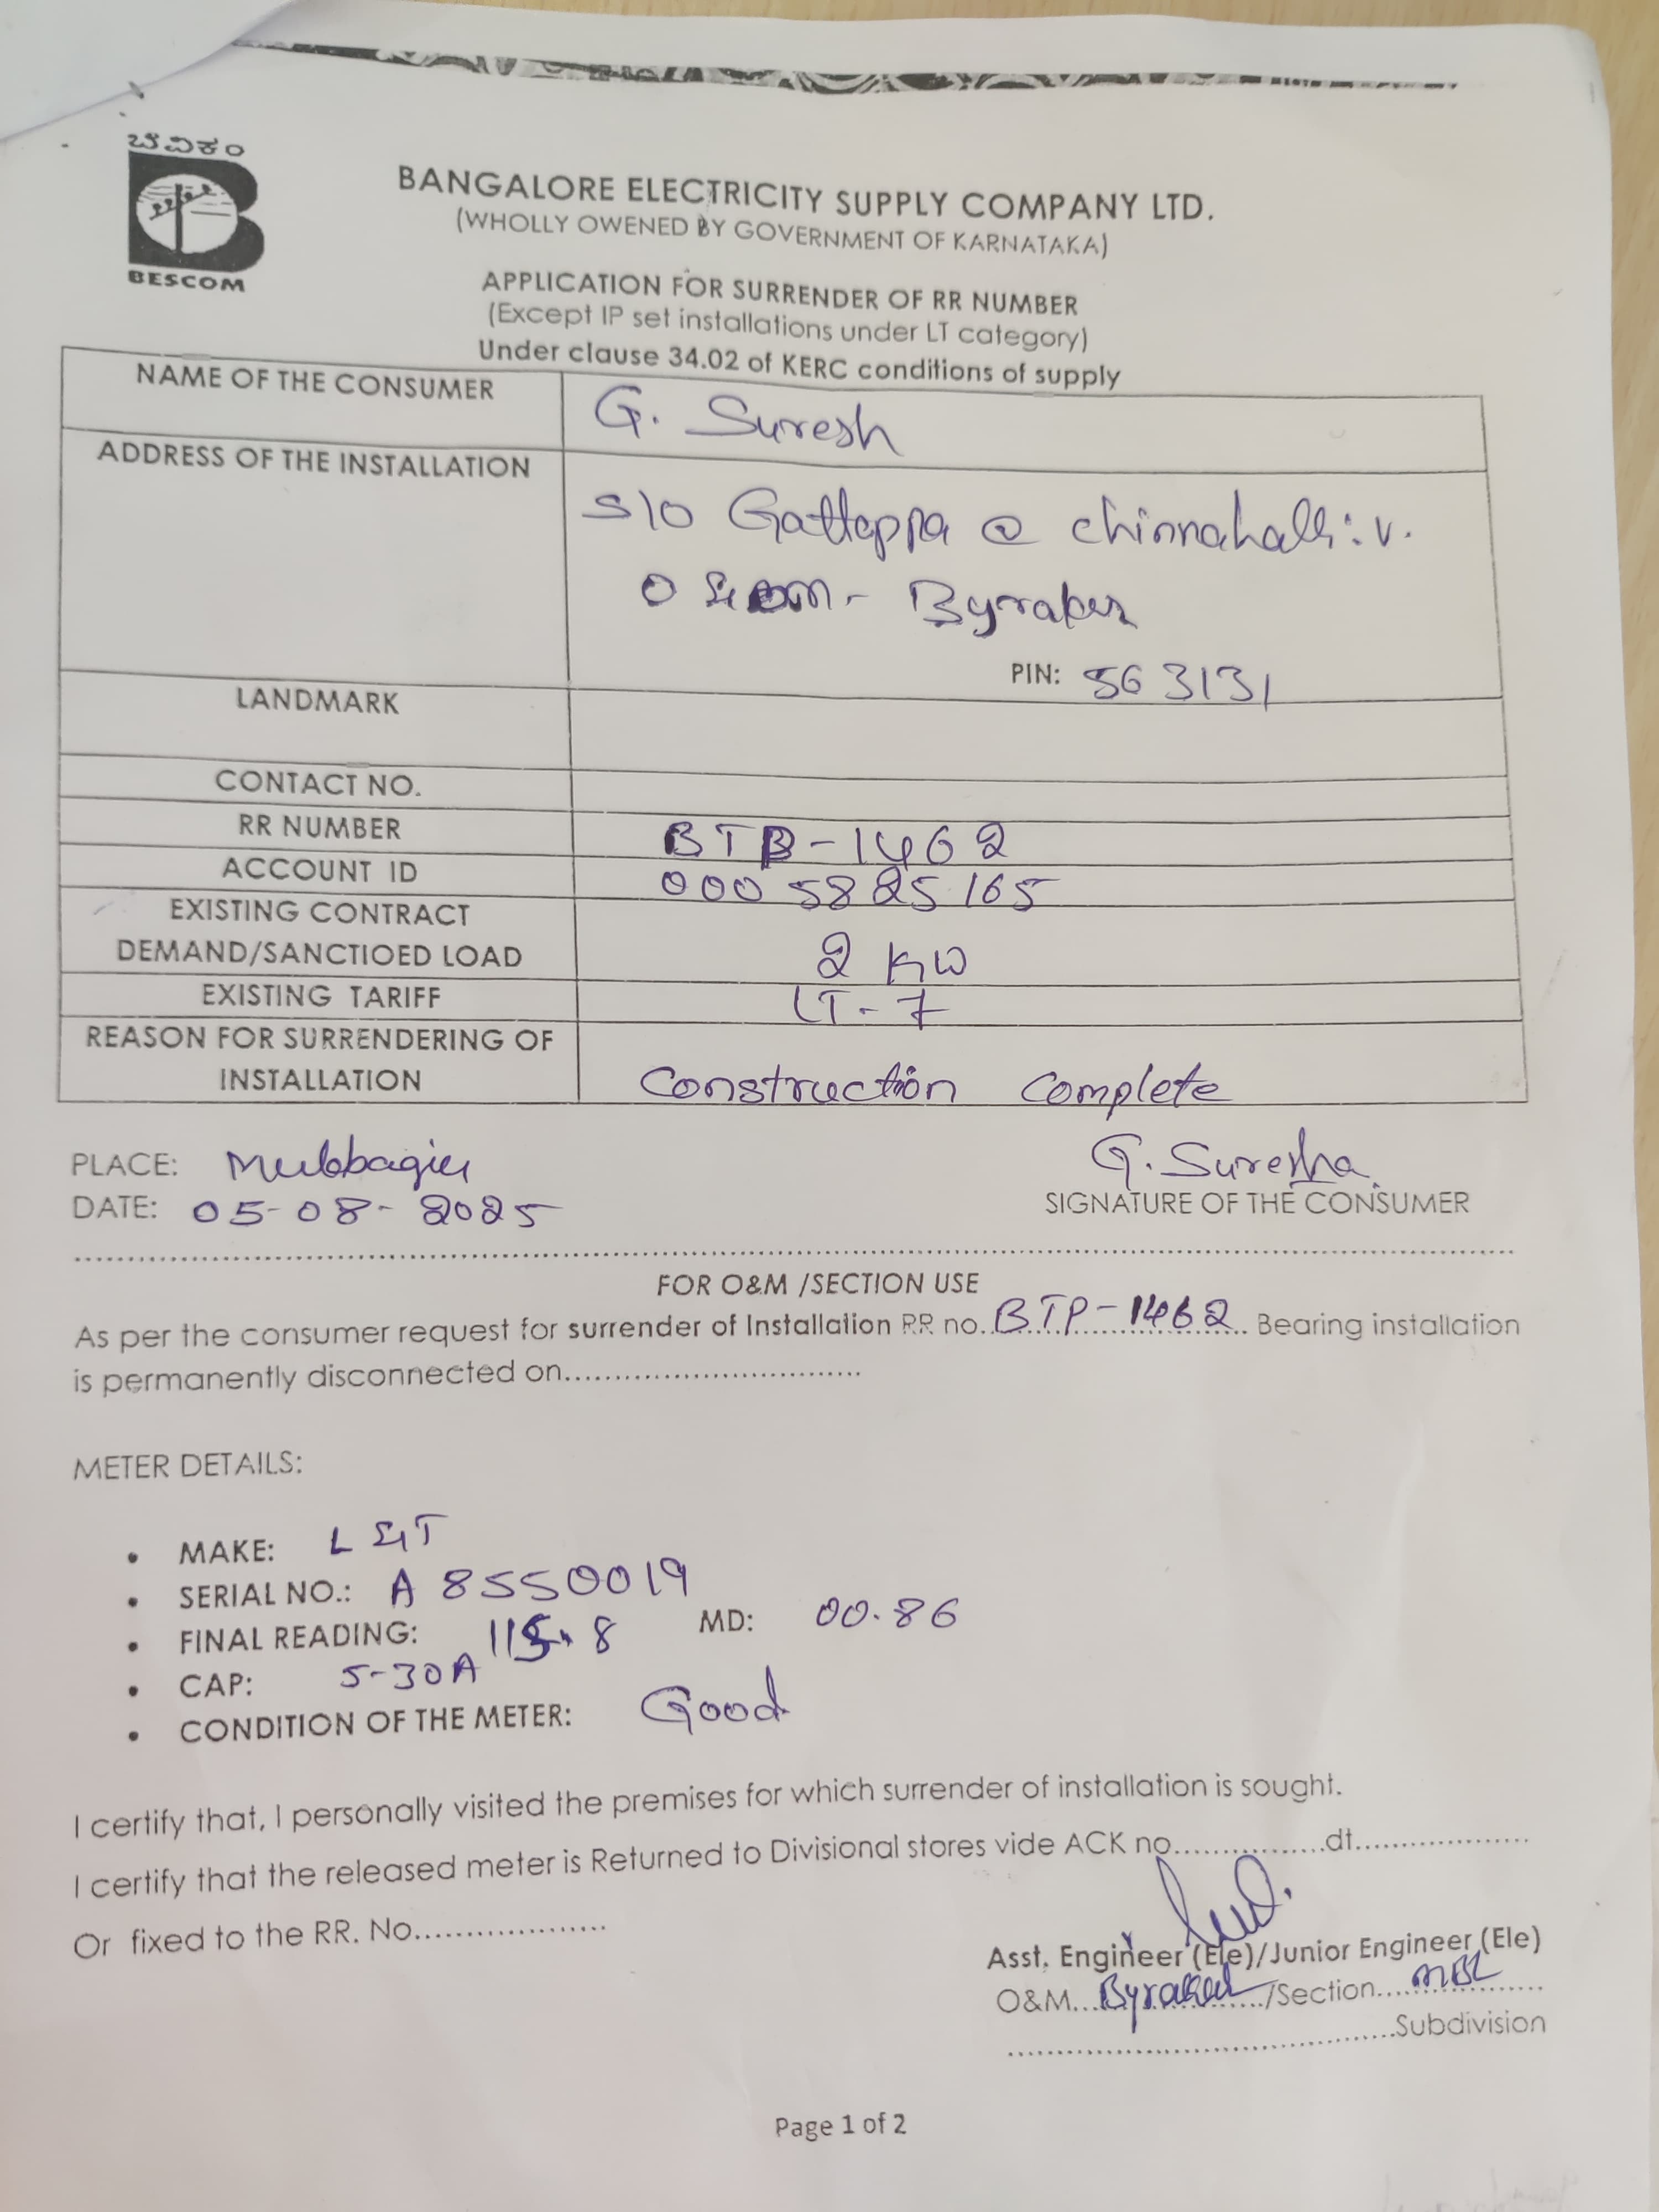 ಬೆವಿಕಂ
BESCOM
BANGALORE ELECTRICITY SUPPLY COMPANY LTD.
(WHOLLY OWENED BY GOVERNMENT OF KARNATAKA)
APPLICATION FOR SURRENDER OF RR NUMBER
(Except IP set installations under LT category)
Under clause 34.02 of KERC conditions of supply
NAME OF THE CONSUMER G. Suresh
ADDRESS OF THE INSTALLATION
S/o Gattappa @ chinnahalli: v.
O &M - 
PIN: 563131
LANDMARK
CONTACT NO.
RR NUMBER BTP-1462
ACCOUNT ID 0005825165
EXISTING CONTRACT
DEMAND/SANCTIOED LOAD 2 KW
EXISTING TARIFF LT-7
REASON FOR SURRENDERING OF
INSTALLATION Construction Complete
PLACE:
G. Suresha
DATE: 05-08-2025
SIGNATURE OF THE CONSUMER
FOR O&M /SECTION USE
As per the consumer request for surrender of Installation RR no. BTP-1462 Bearing installation
is permanently disconnected on..............................
METER DETAILS:
• MAKE: L &T
• SERIAL NO.: A 8550019
• FINAL READING: 115.8 MD: 00.86
• CAP: 5-30A
• CONDITION OF THE METER: Good
I certify that, I personally visited the premises for which surrender of installation is sought.
I certify that the released meter is Returned to Divisional stores vide ACK no...............dt..................
Or fixed to the RR. No...................
Asst. Engineer (Ele)/Junior Engineer (Ele)
O&M.../Section... MBL
...Subdivision
Page 1 of 2